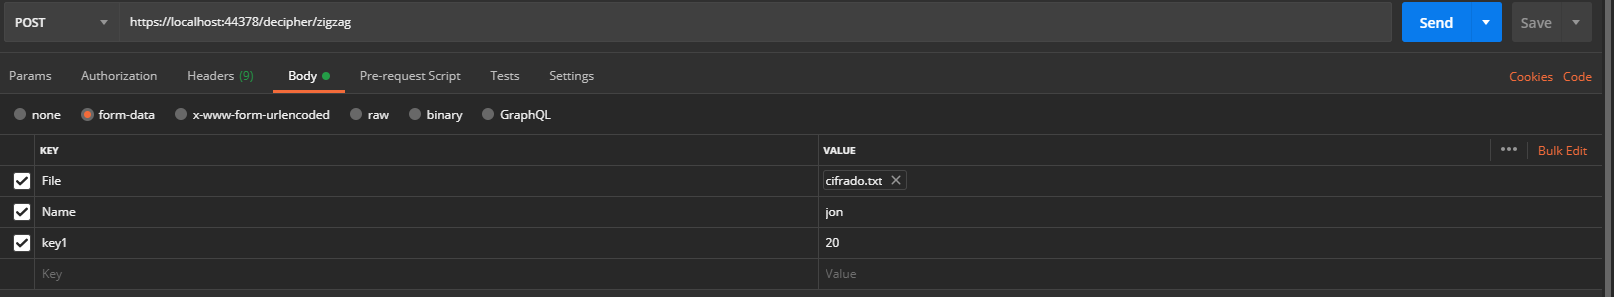 POST https://localhost:44378/decipher/zigzag Send Save
Params Authorization Headers (9) Body Pre-request Script Tests Settings Cookies Code
none form-data x-www-form-urlencoded raw binary GraphQL
KEY VALUE ••• Bulk Edit
File cifrado.txt
Name jon
key1 20
Key Value